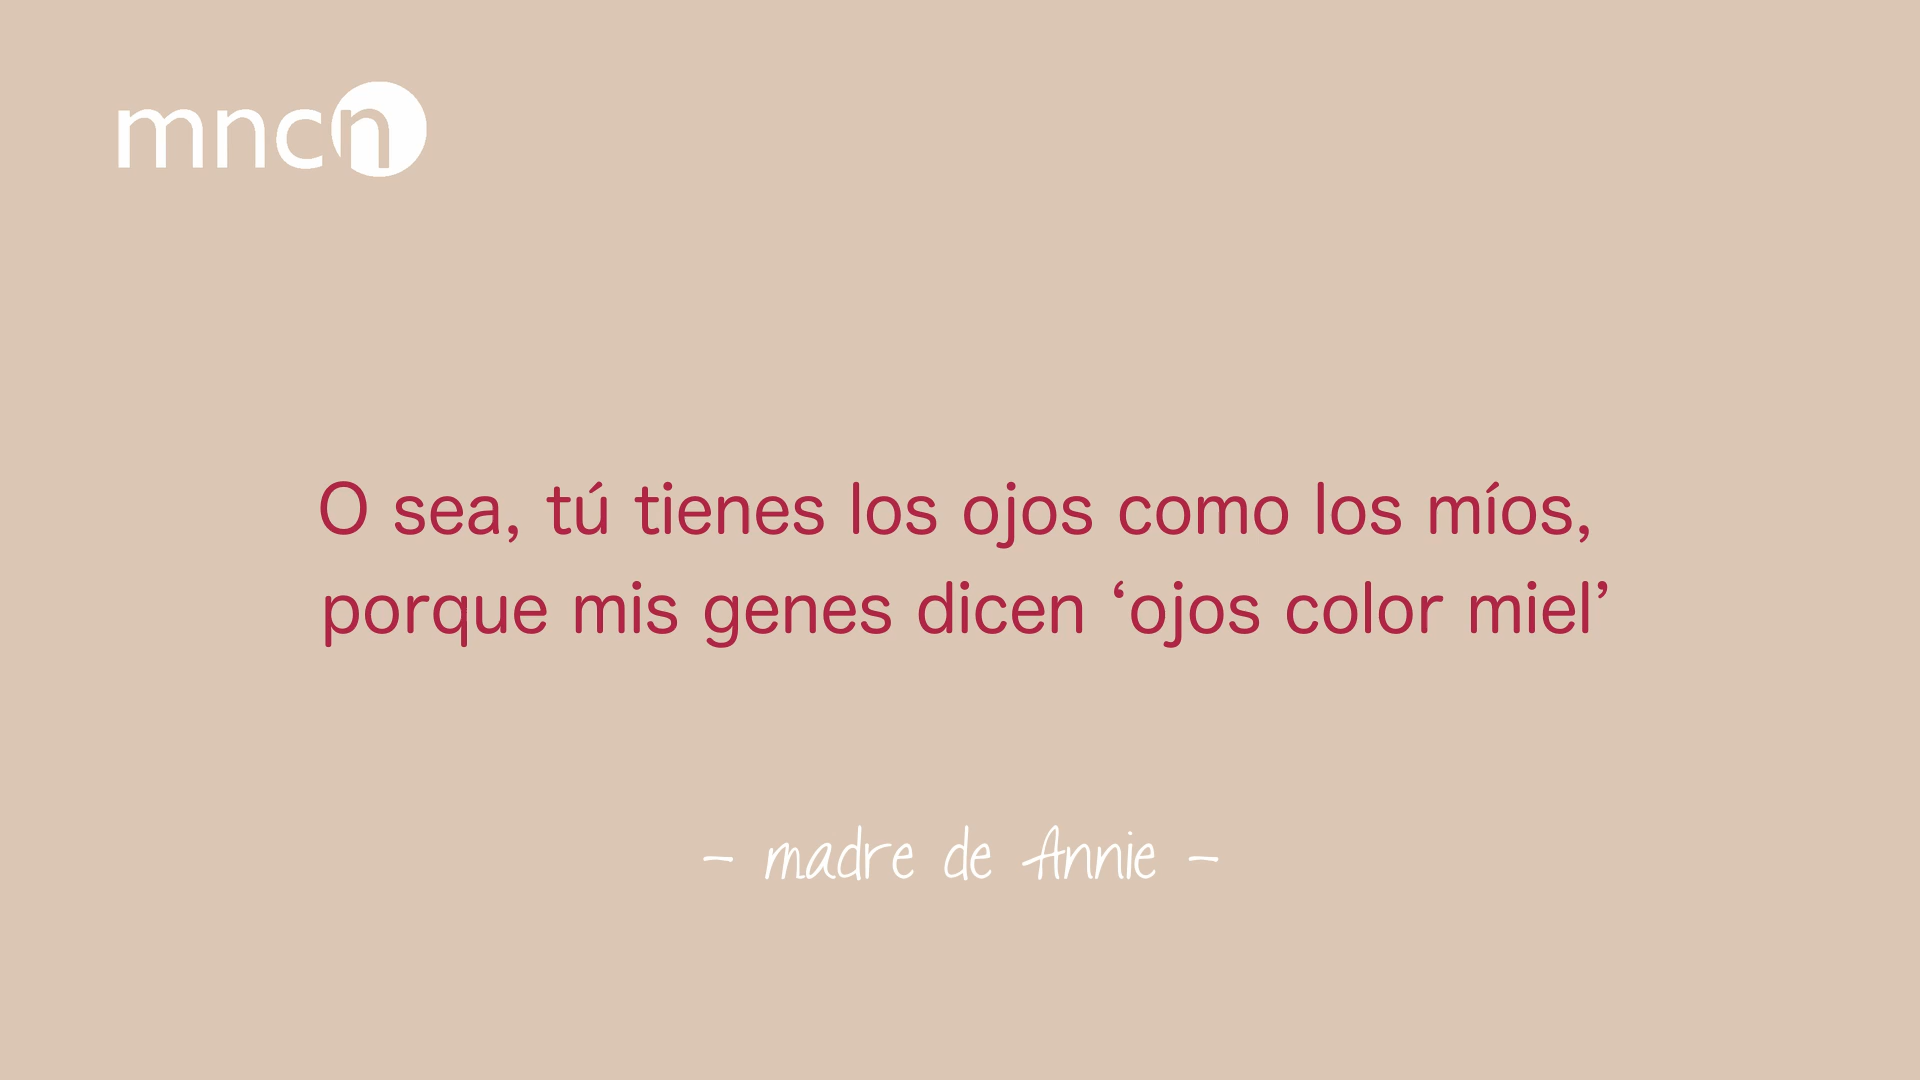 mncn
O sea, tú tienes los ojos como los míos,
porque mis genes dicen ‘ojos color miel’
– madre de Annie –